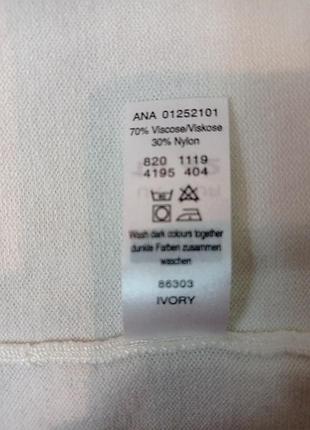 ANA 01252101
70% Viscose/Viskose
30% Nylon
820 1119
4195 404
Wash dark colours together
dunkle Farben zusammen
waschen
86303
IVORY